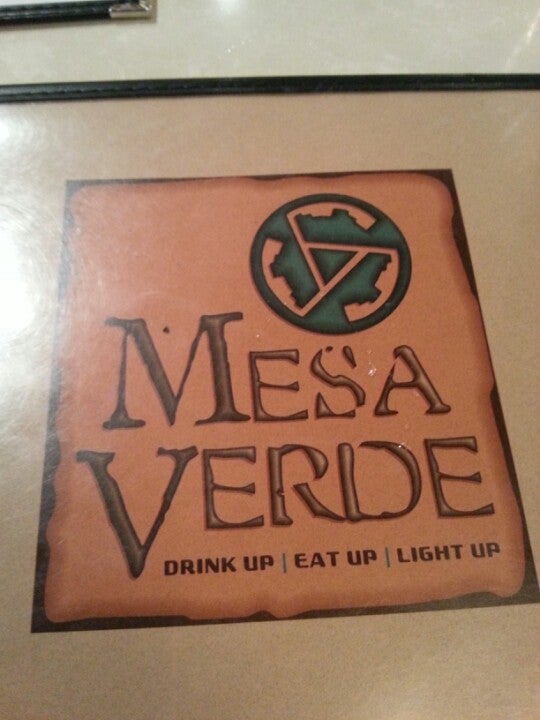 MESA
VERDE
DRINK UP | EAT UP | LIGHT UP